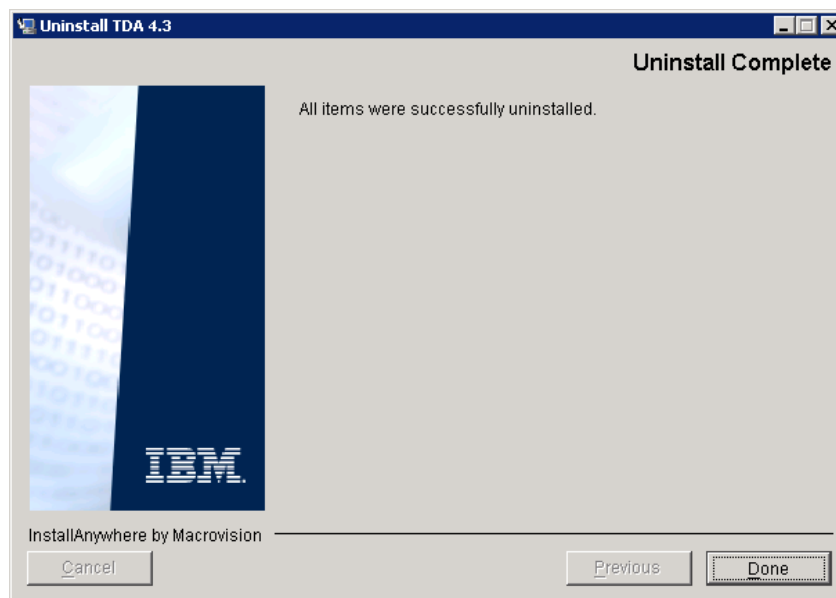 Uninstall TDA 4.3
Uninstall Complete
All items were successfully uninstalled.
IBM.
InstallAnywhere by Macrovision
Cancel
Previous
Done